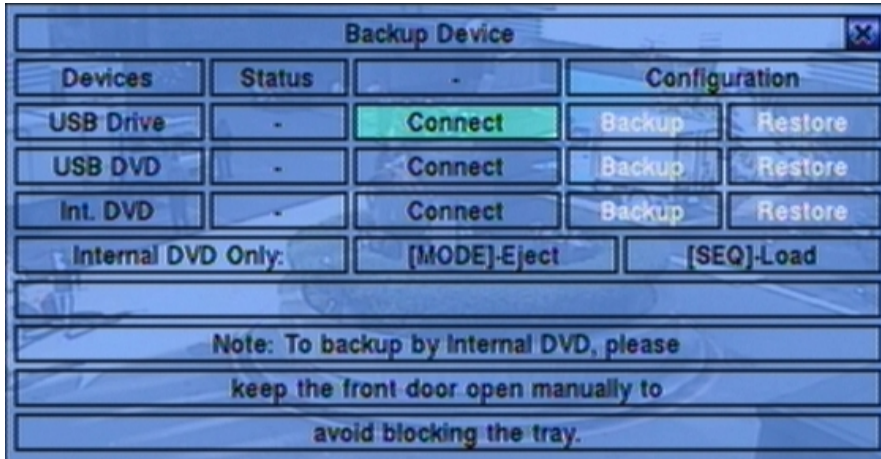 Backup Device
Devices Status - Configuration
USB Drive - Connect Backup Restore
USB DVD - Connect Backup Restore
Int. DVD - Connect Backup Restore
Internal DVD Only: [MODE]-Eject [SEQ]-Load
Note: To backup by Internal DVD, please
keep the front door open manually to
avoid blocking the tray.